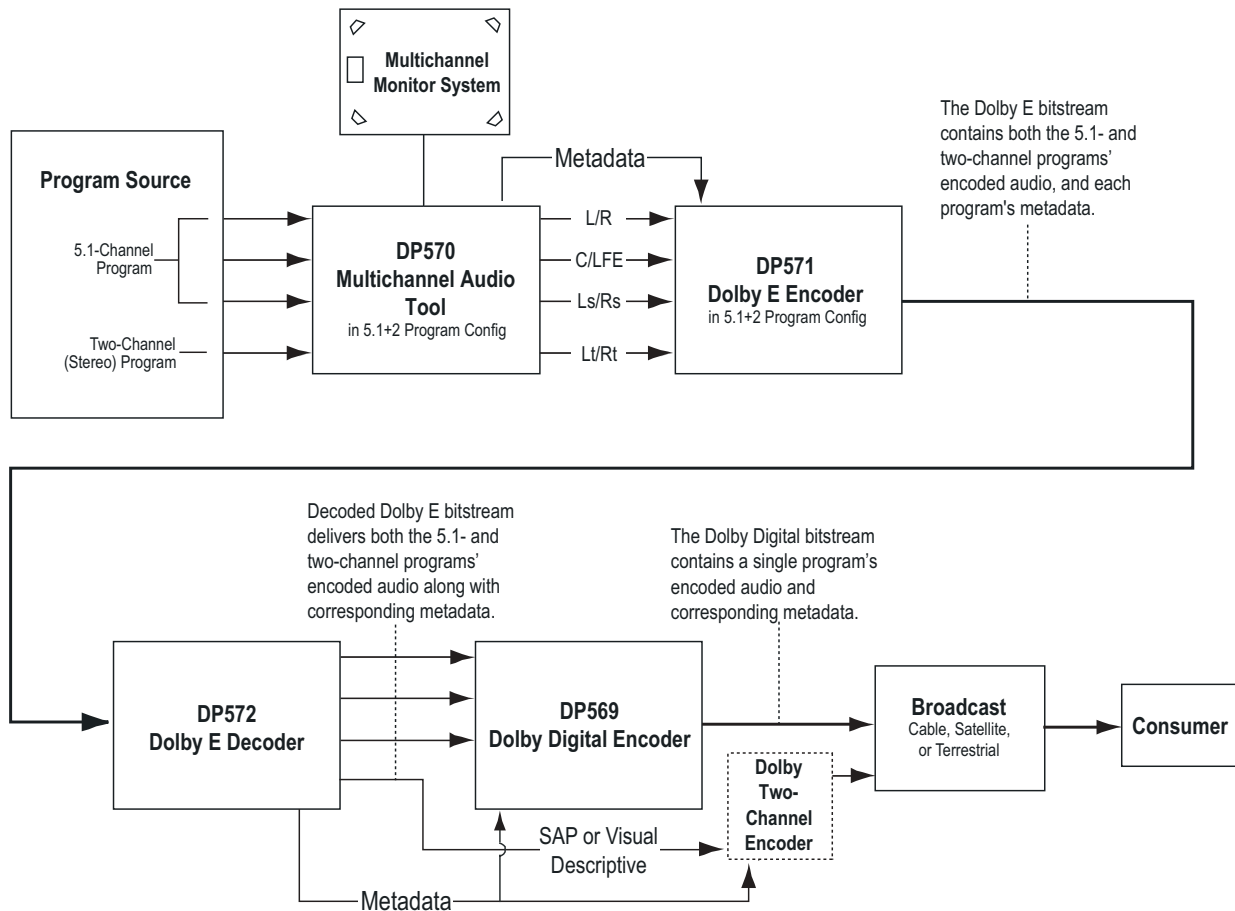 Multichannel
Monitor System
Program Source
5.1-Channel
Program
Two-Channel
(Stereo) Program
DP570
Multichannel Audio
Tool
in 5.1+2 Program Config
Metadata
L/R
C/LFE
Ls/Rs
Lt/Rt
DP571
Dolby E Encoder
in 5.1+2 Program Config
The Dolby E bitstream
contains both the 5.1- and
two-channel programs’
encoded audio, and each
program's metadata.
Decoded Dolby E bitstream
delivers both the 5.1- and
two-channel programs’
encoded audio along with
corresponding metadata.
The Dolby Digital bitstream
contains a single program’s
encoded audio and
corresponding metadata.
DP572
Dolby E Decoder
DP569
Dolby Digital Encoder
Broadcast
Cable, Satellite,
or Terrestrial
Consumer
Dolby
Two-
Channel
Encoder
SAP or Visual
Descriptive
Metadata